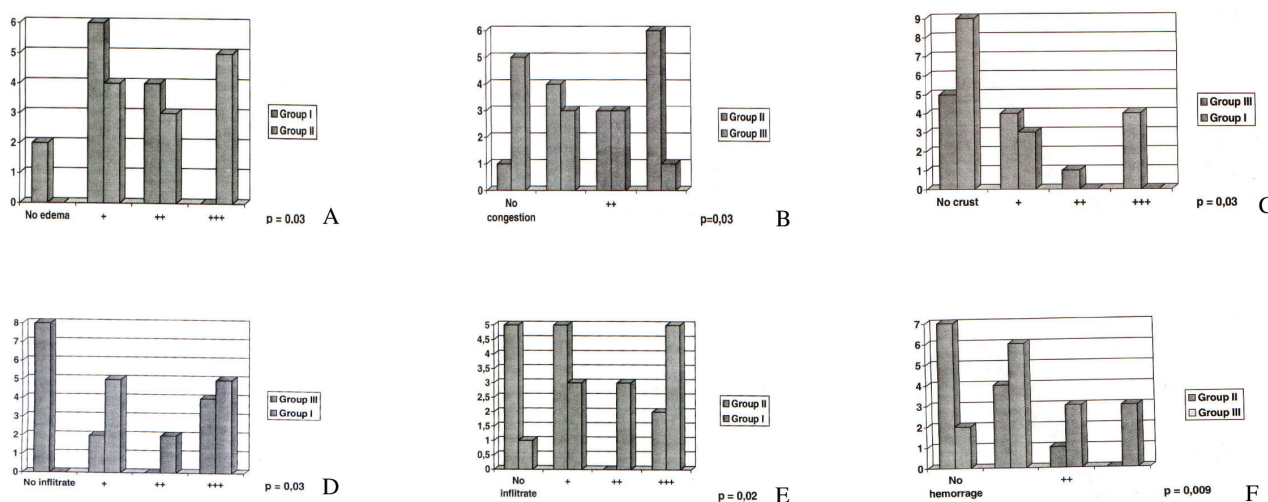 6
5
4
3
2
1
0
No edema + ++ +++
Group I
Group II
p = 0.03
A
6
5
4
3
2
1
0
No
congestion
++
Group II
Group III
p=0,03
B
9
8
7
6
5
4
3
2
1
0
No crust + ++ +++
Group III
Group I
p = 0,03
C
8
7
6
5
4
3
2
1
0
No inflitrate + ++ +++
Group III
Group I
p = 0,03
D
5
4,5
4
3,5
3,0
2,5
2,0
1,5
1,0
0,5
0
No
inflitrate
+ ++ +++
Group II
Group I
p = 0,02
E
7
6
5
4
3
2
1
0
No
hemorrage
++
Group II
Group III
p = 0,009
F